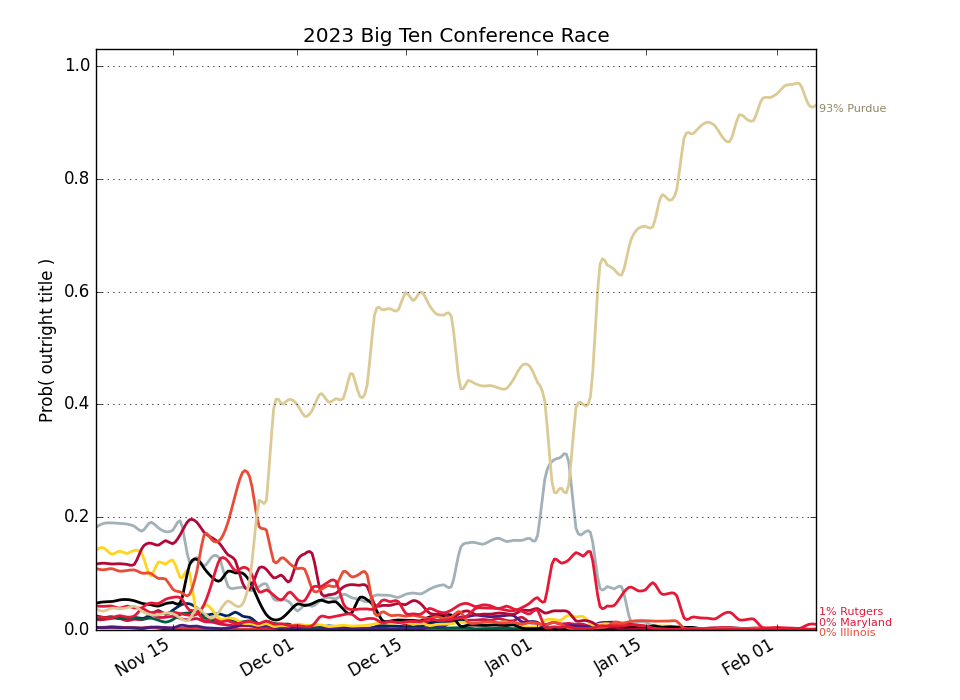 2023 Big Ten Conference Race
1.0
0.8
0.6
0.4
0.2
0.0
Prob( outright title )
93% Purdue
1% Rutgers
0% Maryland
0% Illinois
Nov 15
Dec 01
Dec 15
Jan 01
Jan 15
Feb 01